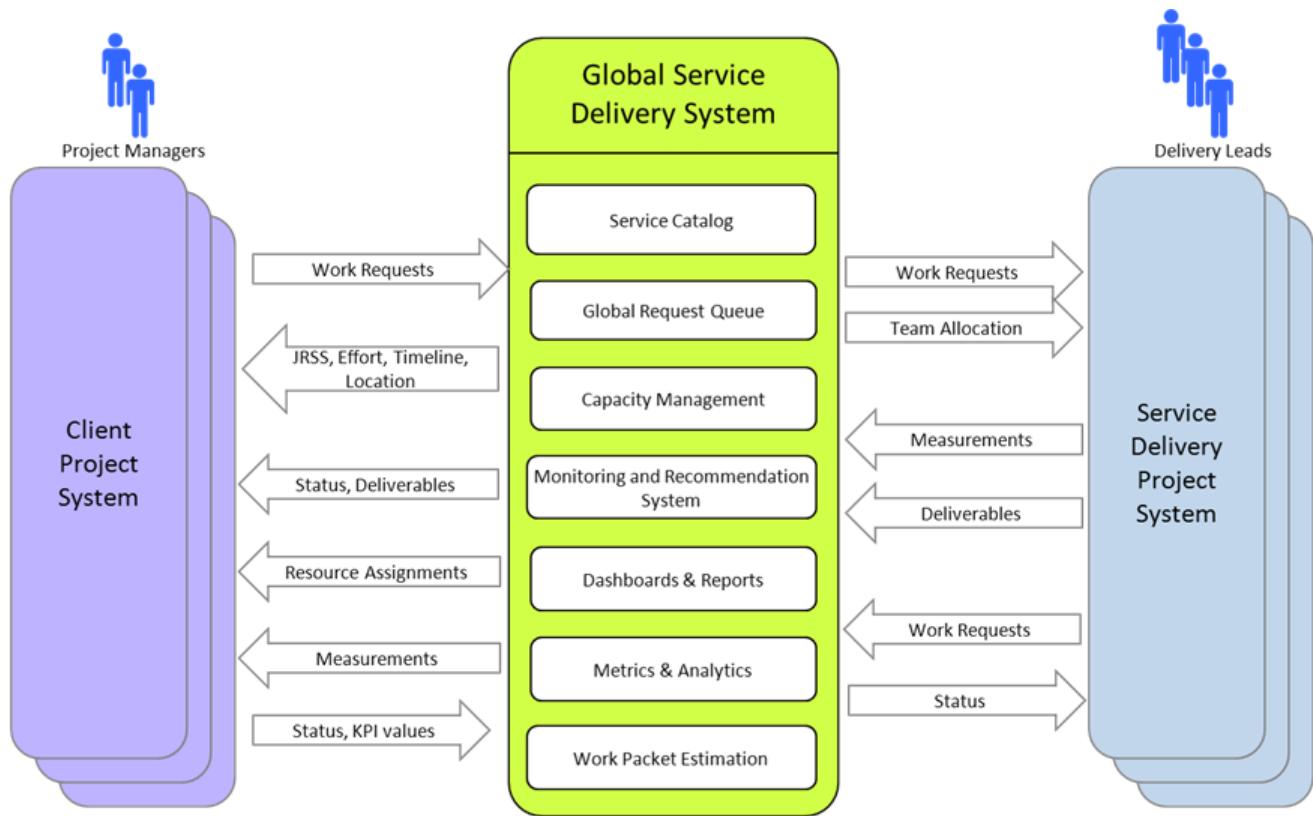 Project Managers
Client
Project
System
Work Requests
JRSS, Effort, Timeline,
Location
Status, Deliverables
Resource Assignments
Measurements
Status, KPI values
Global Service
Delivery System
Service Catalog
Global Request Queue
Capacity Management
Monitoring and Recommendation
System
Dashboards & Reports
Metrics & Analytics
Work Packet Estimation
Work Requests
Team Allocation
Measurements
Deliverables
Work Requests
Status
Delivery Leads
Service
Delivery
Project
System